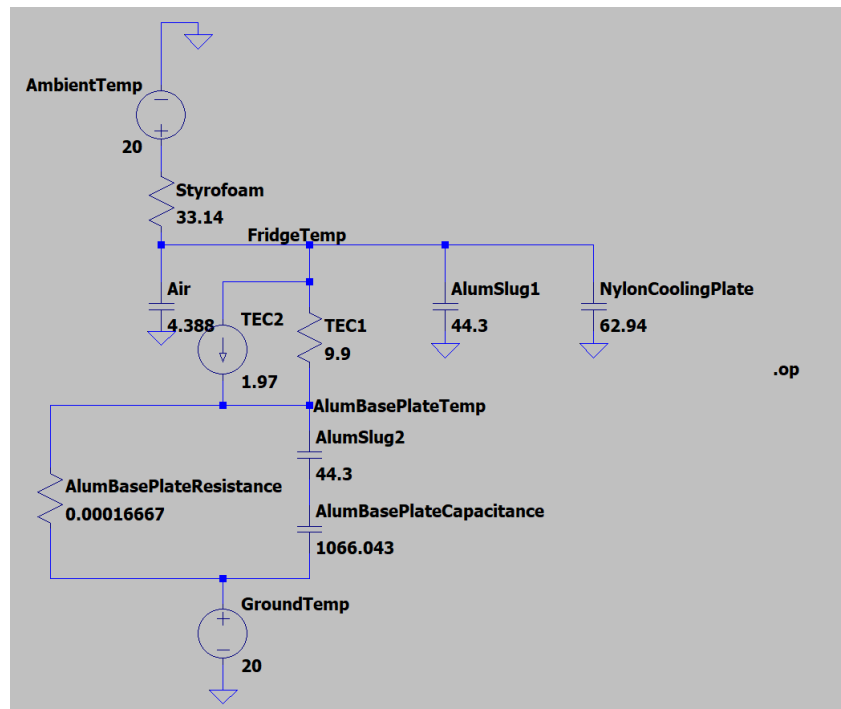 AmbientTemp
20
Styrofoam
33.14
FridgeTemp
Air
4.388
TEC2
1.97
TEC1
9.9
AlumSlug1
44.3
NylonCoolingPlate
62.94
.op
AlumBasePlateTemp
AlumSlug2
44.3
AlumBasePlateResistance
0.00016667
AlumBasePlateCapacitance
1066.043
GroundTemp
20